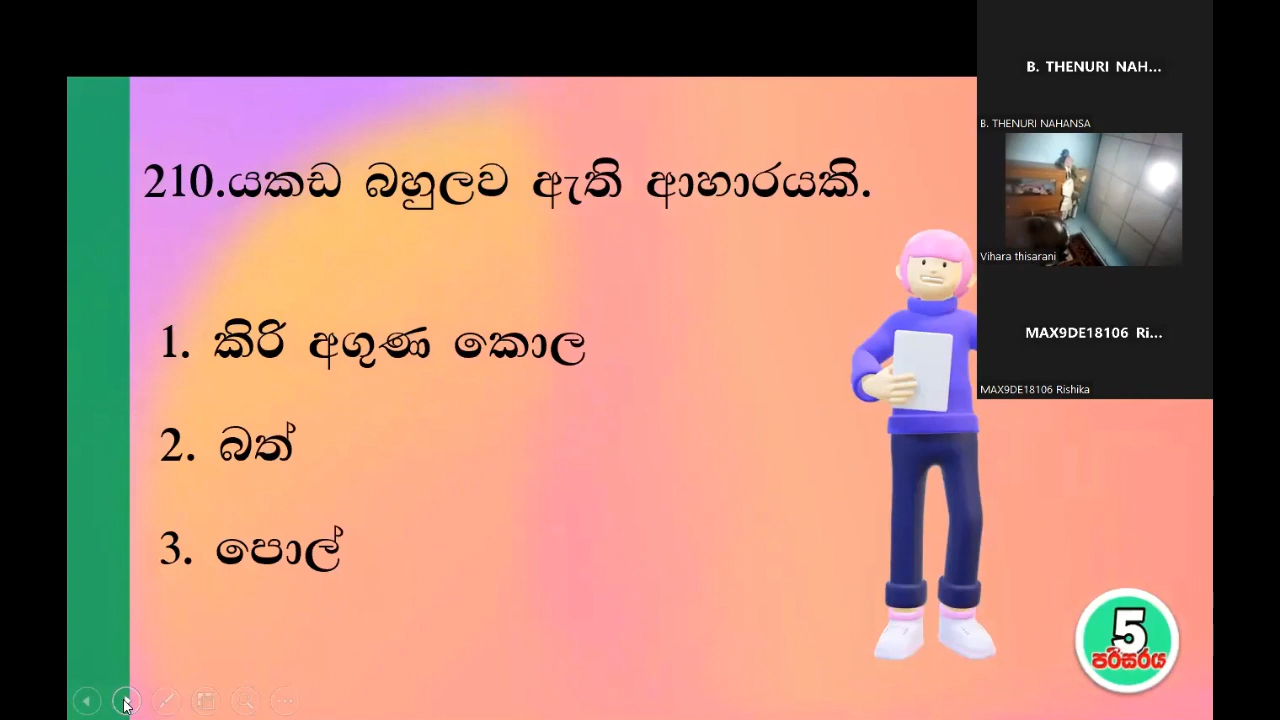 B. THENURI NAH...
B. THENURI NAHANSA
210.යකඩ බහුලව ඇති ආහාරයකි.
Vihara thisarani
1. කිරි අගුණ කොල
MAX9DE18106 Ri...
MAX9DE18106 Rishika
2. බත්
3. පොල්
5
පරිසරය